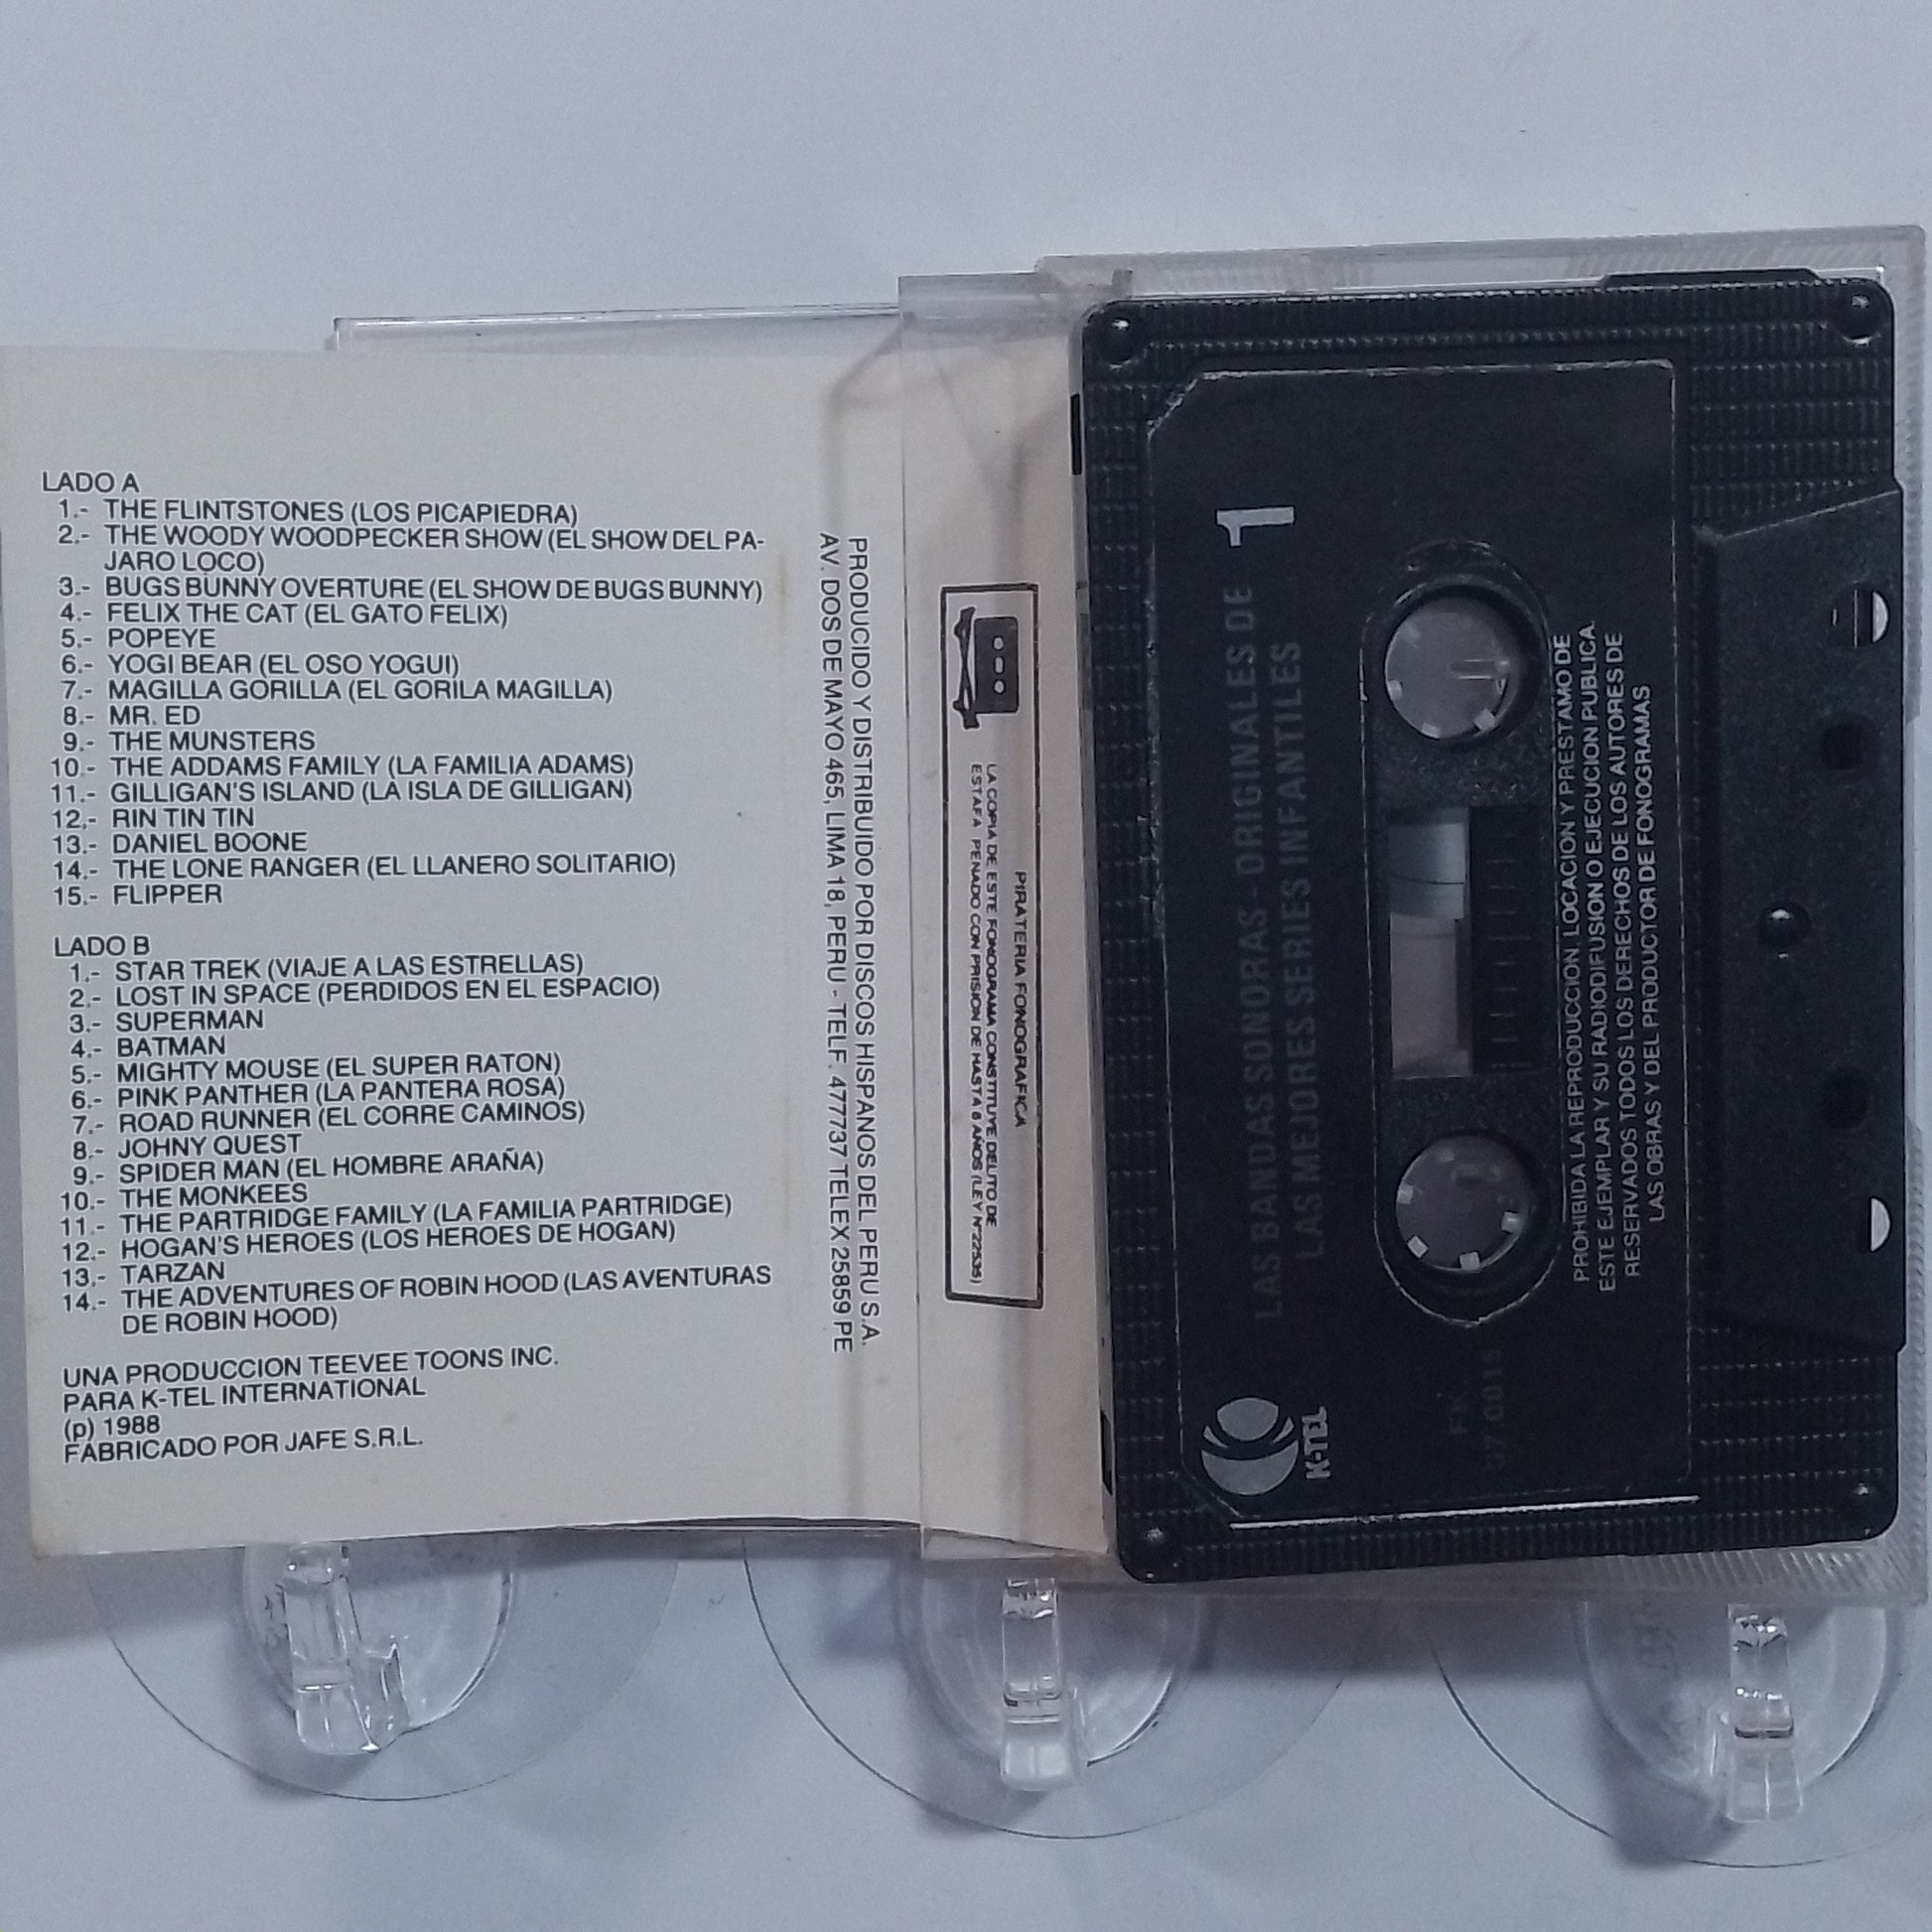 LADO A
1.- THE FLINTSTONES (LOS PICAPIEDRA)
2.- THE WOODY WOODPECKER SHOW (EL SHOW DEL PA-
JARO LOCO)
3.- BUGS BUNNY OVERTURE (EL SHOW DE BUGS BUNNY)
4.- FELIX THE CAT (EL GATO FELIX)
5.- POPEYE
6.- YOGI BEAR (EL OSO YOGUI)
7.- MAGILLA GORILLA (EL GORILA MAGILLA)
8.- MR. ED
9.- THE MUNSTERS
10.- THE ADDAMS FAMILY (LA FAMILIA ADAMS)
11.- GILLIGAN'S ISLAND (LA ISLA DE GILLIGAN)
12.- RIN TIN TIN
13.- DANIEL BOONE
14.- THE LONE RANGER (EL LLANERO SOLITARIO)
15.- FLIPPER
LADO B
1.- STAR TREK (VIAJE A LAS ESTRELLAS)
2.- LOST IN SPACE (PERDIDOS EN EL ESPACIO)
3.- SUPERMAN
4.- BATMAN
5.- MIGHTY MOUSE (EL SUPER RATON)
6.- PINK PANTHER (LA PANTERA ROSA)
7.- ROAD RUNNER (EL CORRE CAMINOS)
8.- JOHNY QUEST
9.- SPIDER MAN (EL HOMBRE ARAÑA)
10.- THE MONKEES
11.- THE PARTRIDGE FAMILY (LA FAMILIA PARTRIDGE)
12.- HOGAN'S HEROES (LOS HEROES DE HOGAN)
13.- TARZAN
14.- THE ADVENTURES OF ROBIN HOOD (LAS AVENTURAS
DE ROBIN HOOD)
UNA PRODUCCION TEEVEE TOONS INC.
PARA K-TEL INTERNATIONAL
(p) 1988
FABRICADO POR JAFE S.R.L.
PRODUCIDO Y DISTRIBUIDO POR DISCOS HISPANOS DEL PERU S.A.
AV. DOS DE MAYO 465, LIMA 18, PERU - TELF. 477737 TELEX 25859 PE
PIRATERIA FONOGRAFICA
LA COPIA DE ESTE FONOGRAMA CONSTITUYE DELITO DE
ESTAFA PENADO CON PRISION DE HASTA 6 AÑOS (LEY Nº22535)
1
LAS BANDAS SONORAS - ORIGINALES DE
LAS MEJORES SERIES INFANTILES
K-TEL
PROHIBIDA LA REPRODUCCION, LOCACION Y PRESTAMO DE
ESTE EJEMPLAR Y SU RADIODIFUSION O EJECUCION PUBLICA.
RESERVADOS TODOS LOS DERECHOS DE LOS AUTORES DE
LAS OBRAS Y DEL PRODUCTOR DE FONOGRAMAS